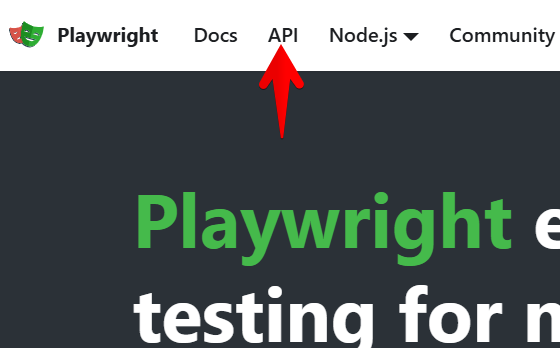 Playwright Docs API Node.js Community
Playwright e
testing for